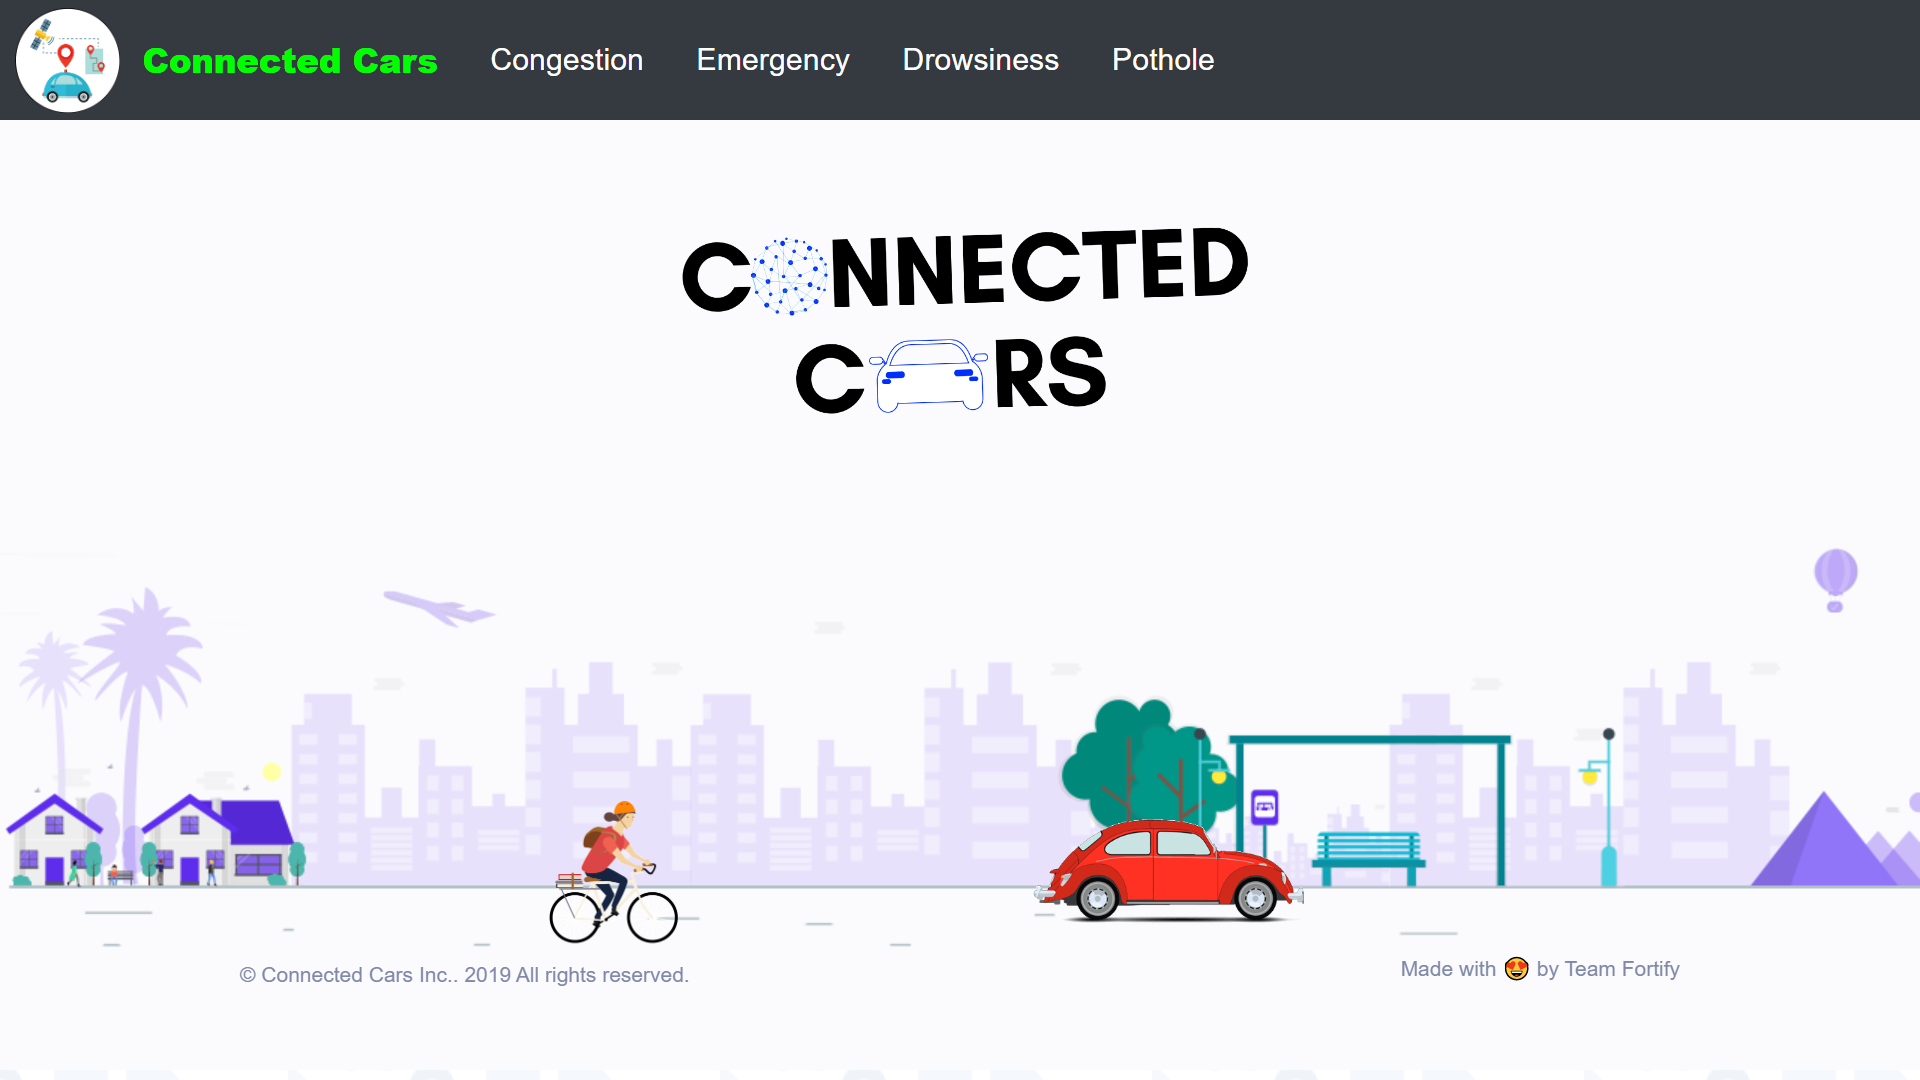 Connected Cars
Congestion
Emergency
Drowsiness
Pothole
CONNECTED
CARS
© Connected Cars Inc.. 2019 All rights reserved.
Made with 😍 by Team Fortify